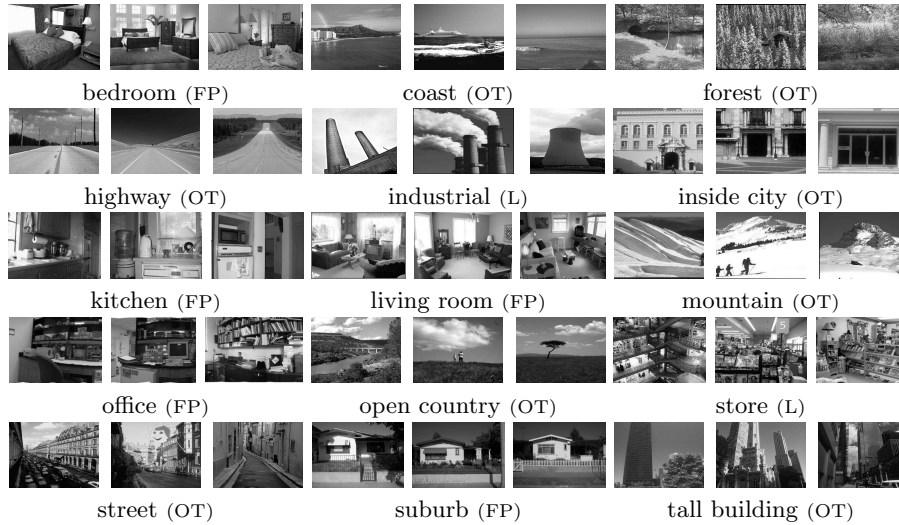 bedroom (FP) coast (OT) forest (OT)
highway (OT) industrial (L) inside city (OT)
kitchen (FP) living room (FP) mountain (OT)
office (FP) open country (OT) store (L)
street (OT) suburb (FP) tall building (OT)